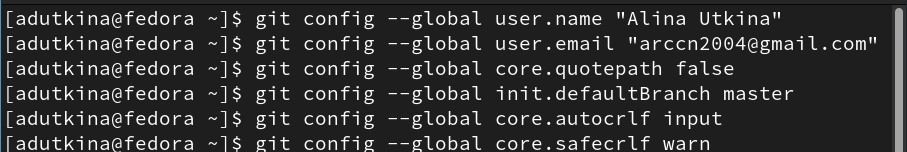 [adutkina@fedora ~]$ git config --global user.name "Alina Utkina"
[adutkina@fedora ~]$ git config --global user.email "arccn2004@gmail.com"
[adutkina@fedora ~]$ git config --global core.quotepath false
[adutkina@fedora ~]$ git config --global init.defaultBranch master
[adutkina@fedora ~]$ git config --global core.autocrlf input
[adutkina@fedora ~]$ git config --global core.safecrlf warn